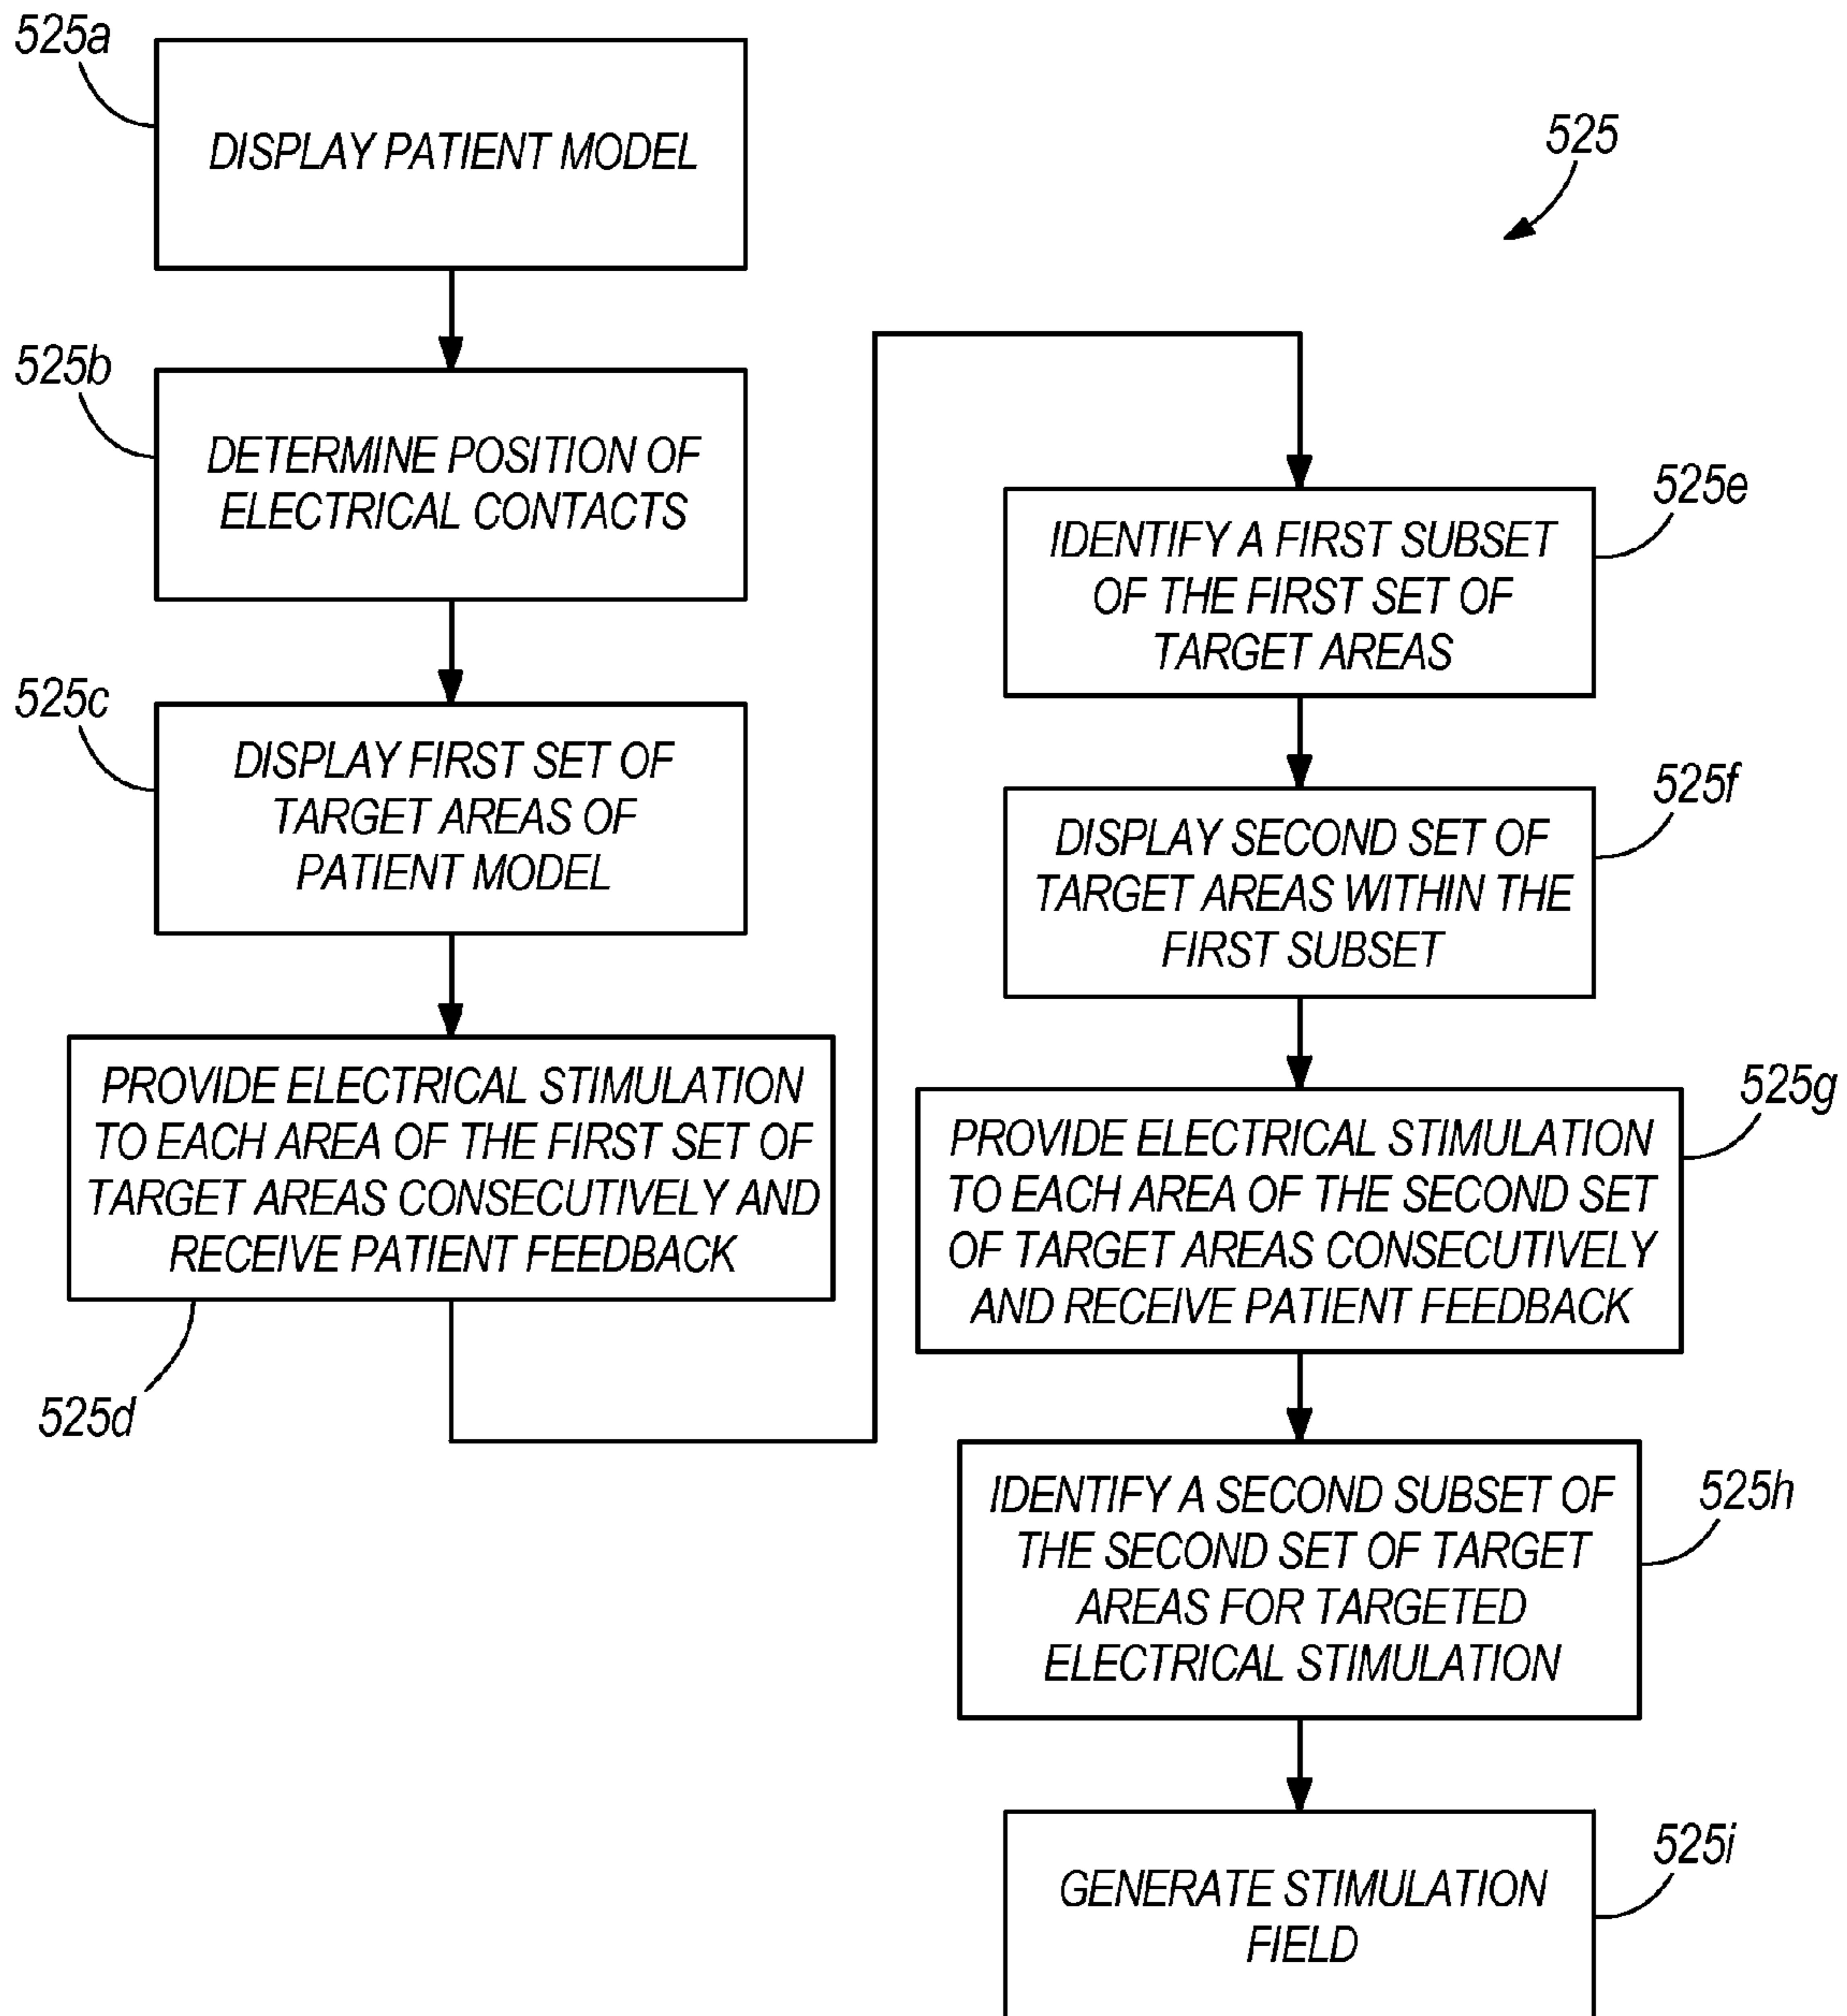 525a
DISPLAY PATIENT MODEL
525
525b
DETERMINE POSITION OF
ELECTRICAL CONTACTS
525c
DISPLAY FIRST SET OF
TARGET AREAS OF
PATIENT MODEL
PROVIDE ELECTRICAL STIMULATION
TO EACH AREA OF THE FIRST SET OF
TARGET AREAS CONSECUTIVELY AND
RECEIVE PATIENT FEEDBACK
525d
525e
IDENTIFY A FIRST SUBSET
OF THE FIRST SET OF
TARGET AREAS
525f
DISPLAY SECOND SET OF
TARGET AREAS WITHIN THE
FIRST SUBSET
525g
PROVIDE ELECTRICAL STIMULATION
TO EACH AREA OF THE SECOND SET
OF TARGET AREAS CONSECUTIVELY
AND RECEIVE PATIENT FEEDBACK
525h
IDENTIFY A SECOND SUBSET OF
THE SECOND SET OF TARGET
AREAS FOR TARGETED
ELECTRICAL STIMULATION
525i
GENERATE STIMULATION
FIELD